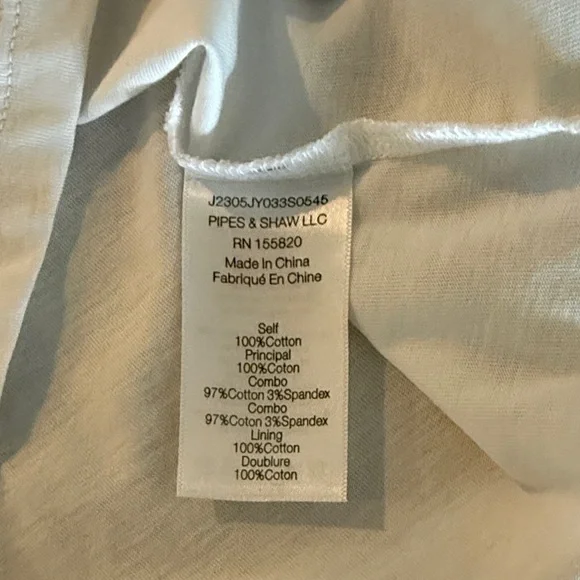 J2305JY033S0545
PIPES & SHAW LLC
RN 155820
Made In China
Fabriqué En Chine
Self
100%Cotton
Principal
100%Coton
Combo
97%Cotton 3%Spandex
Combo
97%Coton 3%Spandex
Lining
100%Cotton
Doublure
100%Coton